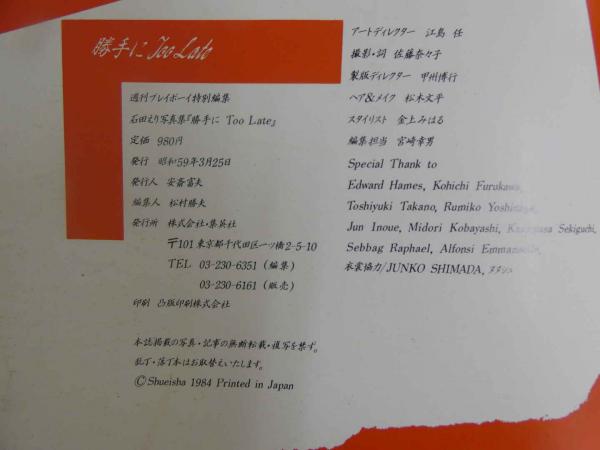 勝手に Too Late
週刊プレイボーイ特別編集
石田えり写真集『勝手に Too Late』
定価 980円
発行 昭和59年3月25日
発行人 安斎富夫
編集人 松村勝夫
発行所 株式会社・集英社
〒101 東京都千代田区一ツ橋2-5-10
TEL 03-230-6351 (編集)
03-230-6161 (販売)
印刷 凸版印刷株式会社
本誌掲載の写真・記事の無断転載・複写を禁ず。
乱丁・落丁本はお取替えいたします。
©Shueisha 1984 Printed in Japan
アートディレクター 江島 任
撮影・詞 佐藤奈々子
製版ディレクター 甲州博行
ヘア&メイク 松木文平
スタイリスト 金上みはる
編集担当 宮崎幸男
Special Thank to
Edward Hames, Kohichi Furukawa,
Toshiyuki Takano, Rumiko
Jun Inoue, Midori Kobayashi, Sekiguchi,
Sebbag Raphael, Alfonsi
衣裳協力/JUNKO SHIMADA,